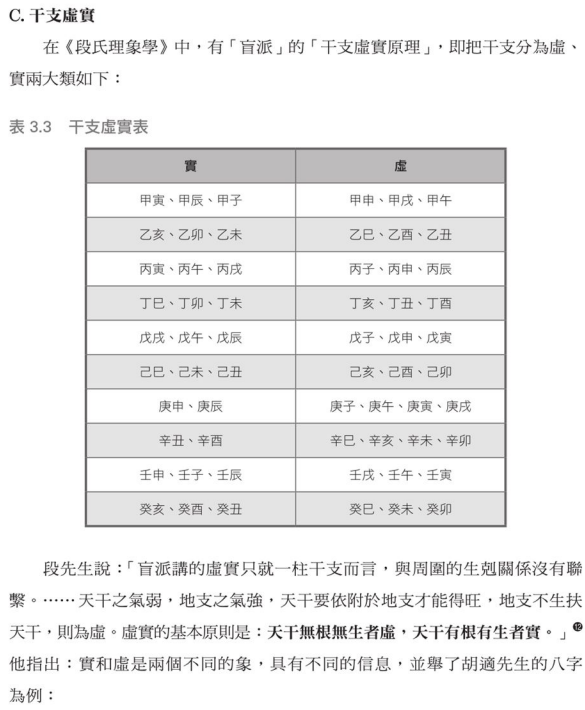 C. 干支虛實
在《段氏理象學》中，有「盲派」的「干支虛實原理」，即把干支分為虛、
實兩大類如下：
表 3.3　干支虛實表
實　虛
甲寅、甲辰、甲子　甲申、甲戌、甲午
乙亥、乙卯、乙未　乙巳、乙酉、乙丑
丙寅、丙午、丙戌　丙子、丙申、丙辰
丁巳、丁卯、丁未　丁亥、丁丑、丁酉
戊戌、戊午、戊辰　戊子、戊申、戊寅
己巳、己未、己丑　己亥、己酉、己卯
庚申、庚辰　庚子、庚午、庚寅、庚戌
辛丑、辛酉　辛巳、辛亥、辛未、辛卯
壬申、壬子、壬辰　壬戌、壬午、壬寅
癸亥、癸酉、癸丑　癸巳、癸未、癸卯
段先生說：「盲派講的虛實只就一柱干支而言，與周圍的生剋關係沒有聯
繫。……天干之氣弱，地支之氣強，天干要依附於地支才能得旺，地支不生扶
天干，則為虛。虛實的基本原則是：天干無根無生者虛，天干有根有生者實。」⓬
他指出：實和虛是兩個不同的象，具有不同的信息，並舉了胡適先生的八字
為例：